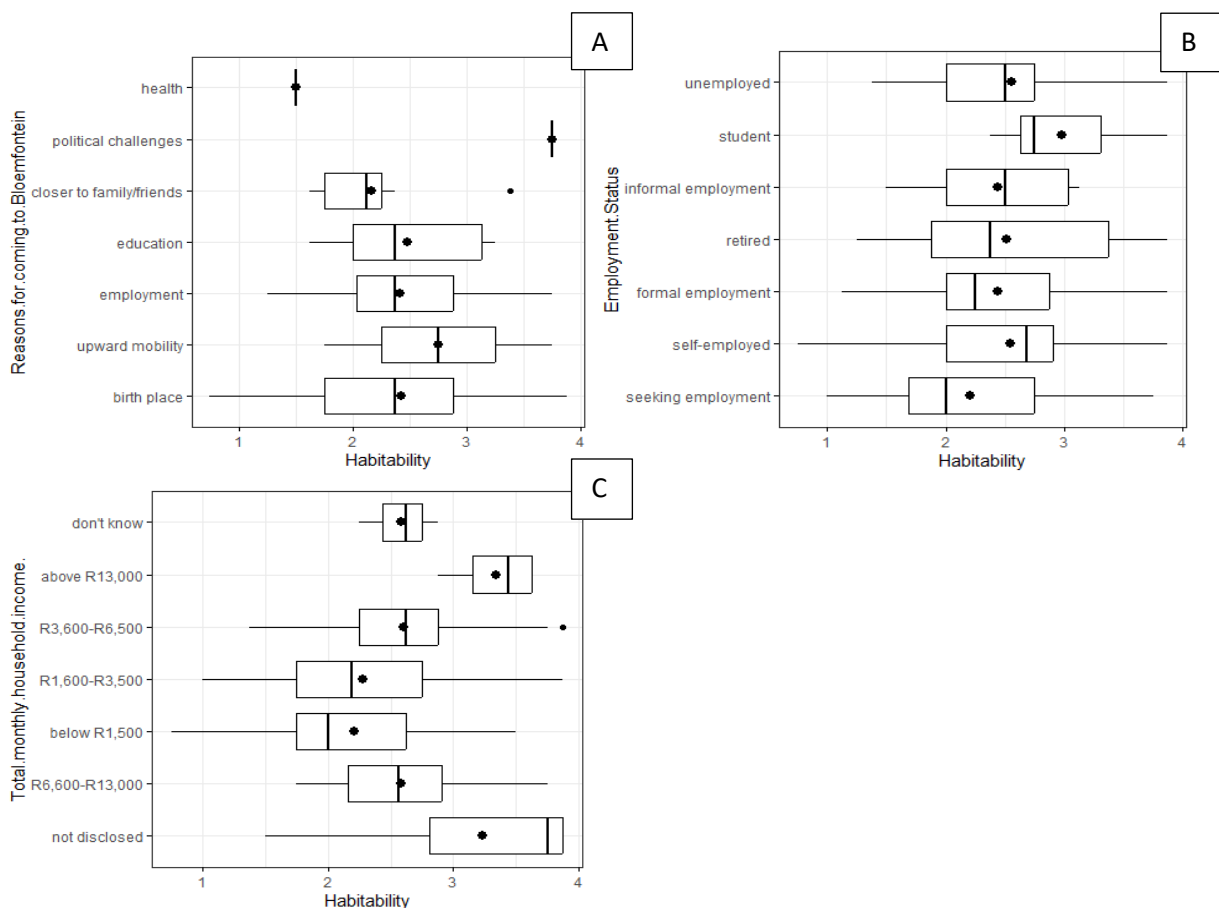 A
Reasons.for.coming.to.Bloemfontein
health
political challenges
closer to family/friends
education
employment
upward mobility
birth place
1 2 3 4
Habitability
B
Employment.Status
unemployed
student
informal employment
retired
formal employment
self-employed
seeking employment
1 2 3 4
Habitability
C
Total.monthly.household.income.
don't know
above R13,000
R3,600-R6,500
R1,600-R3,500
below R1,500
R6,600-R13,000
not disclosed
1 2 3 4
Habitability